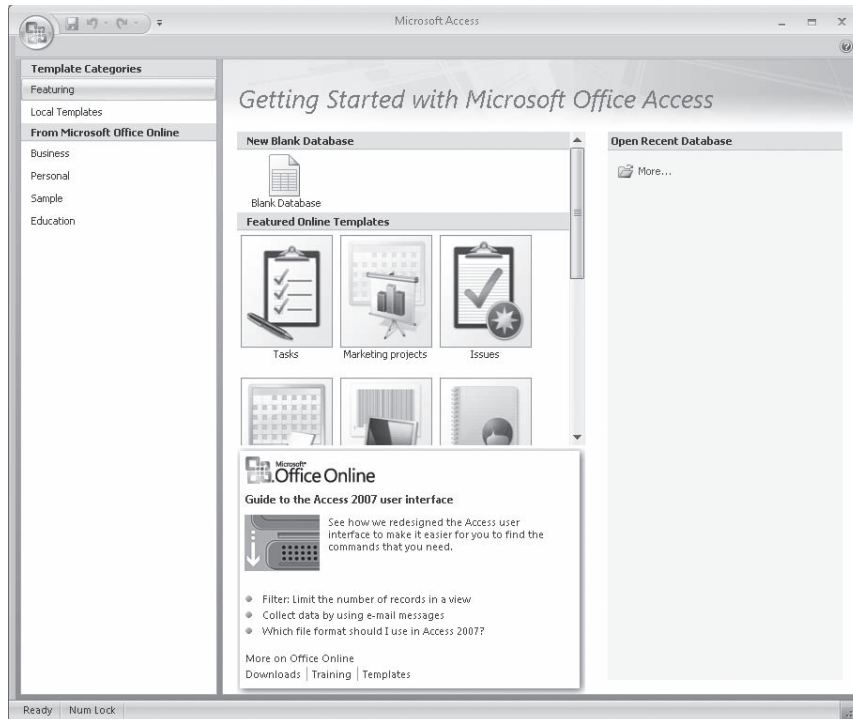 Microsoft Access
Template Categories
Featuring
Local Templates
From Microsoft Office Online
Business
Personal
Sample
Education
Getting Started with Microsoft Office Access
New Blank Database
Blank Database
Featured Online Templates
Tasks
Marketing projects
Issues
Open Recent Database
More...
Microsoft
Office Online
Guide to the Access 2007 user interface
See how we redesigned the Access user
interface to make it easier for you to find the
commands that you need.
Filter: Limit the number of records in a view
Collect data by using e-mail messages
Which file format should I use in Access 2007?
More on Office Online
Downloads | Training | Templates
Ready Num Lock